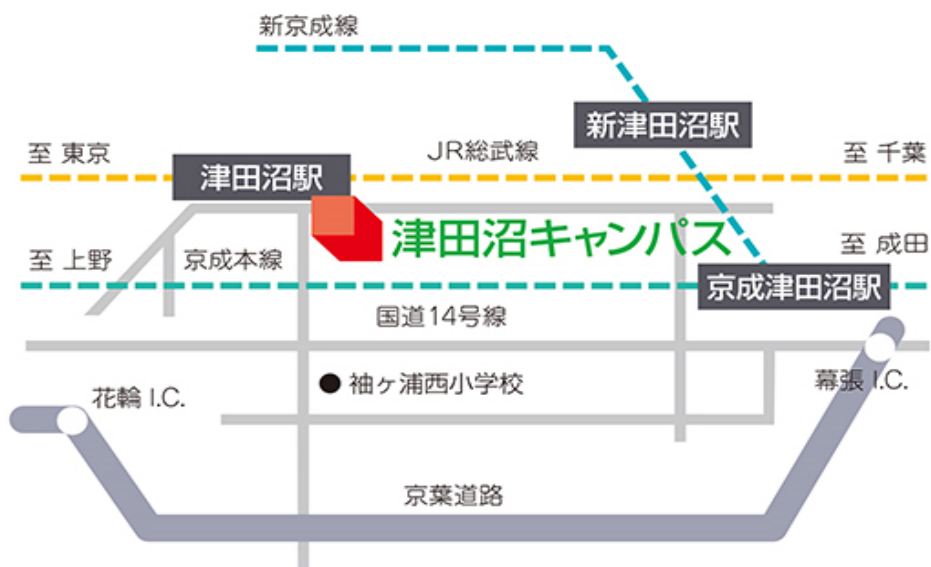 新京成線
新津田沼駅
至 東京
JR総武線
至 千葉
津田沼駅
津田沼キャンパス
至 上野
京成本線
至 成田
京成津田沼駅
国道14号線
袖ヶ浦西小学校
幕張 I.C.
花輪 I.C.
京葉道路